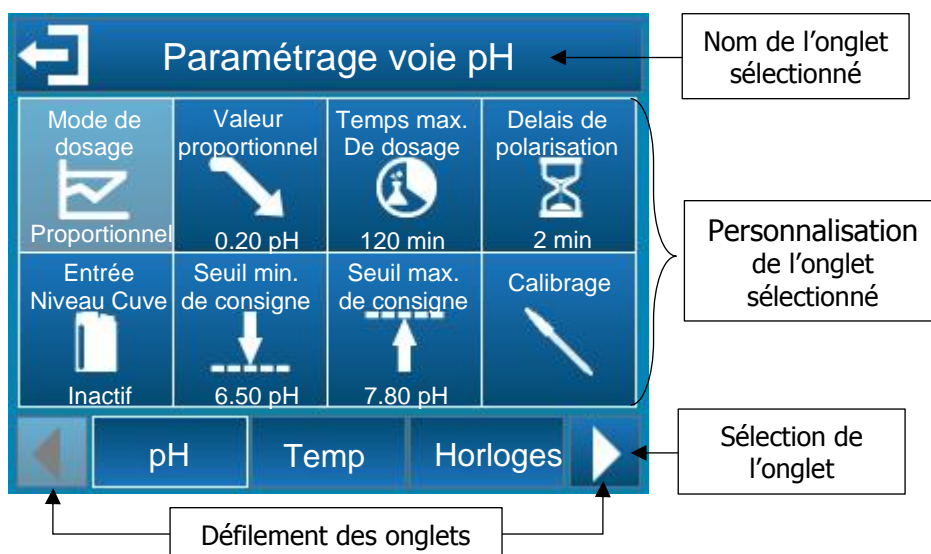 Paramétrage voie pH
Nom de l'onglet
sélectionné
Mode de
dosage
Proportionnel
Valeur
proportionnel
0.20 pH
Temps max.
De dosage
120 min
Delais de
polarisation
2 min
Entrée
Niveau Cuve
Inactif
Seuil min.
de consigne
6.50 pH
Seuil max.
de consigne
7.80 pH
Calibrage
Personnalisation
de l'onglet
sélectionné
pH
Temp
Horloges
Sélection de
l'onglet
Défilement des onglets